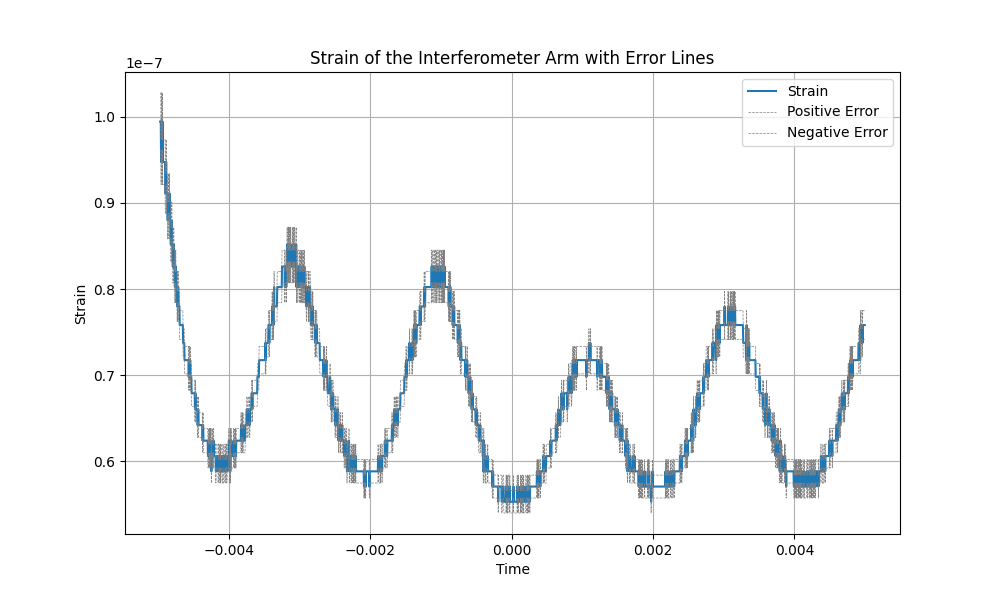 Strain of the Interferometer Arm with Error Lines
1e−7
Strain
Positive Error
Negative Error
1.0
0.9
0.8
0.7
0.6
Strain
−0.004
−0.002
0.000
0.002
0.004
Time